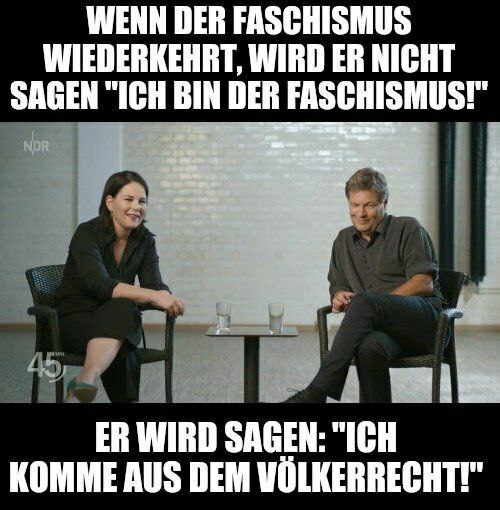 WENN DER FASCHISMUS
WIEDERKEHRT, WIRD ER NICHT
SAGEN "ICH BIN DER FASCHISMUS!"
NDR
45 MIN
ER WIRD SAGEN: "ICH
KOMME AUS DEM VÖLKERRECHT!"